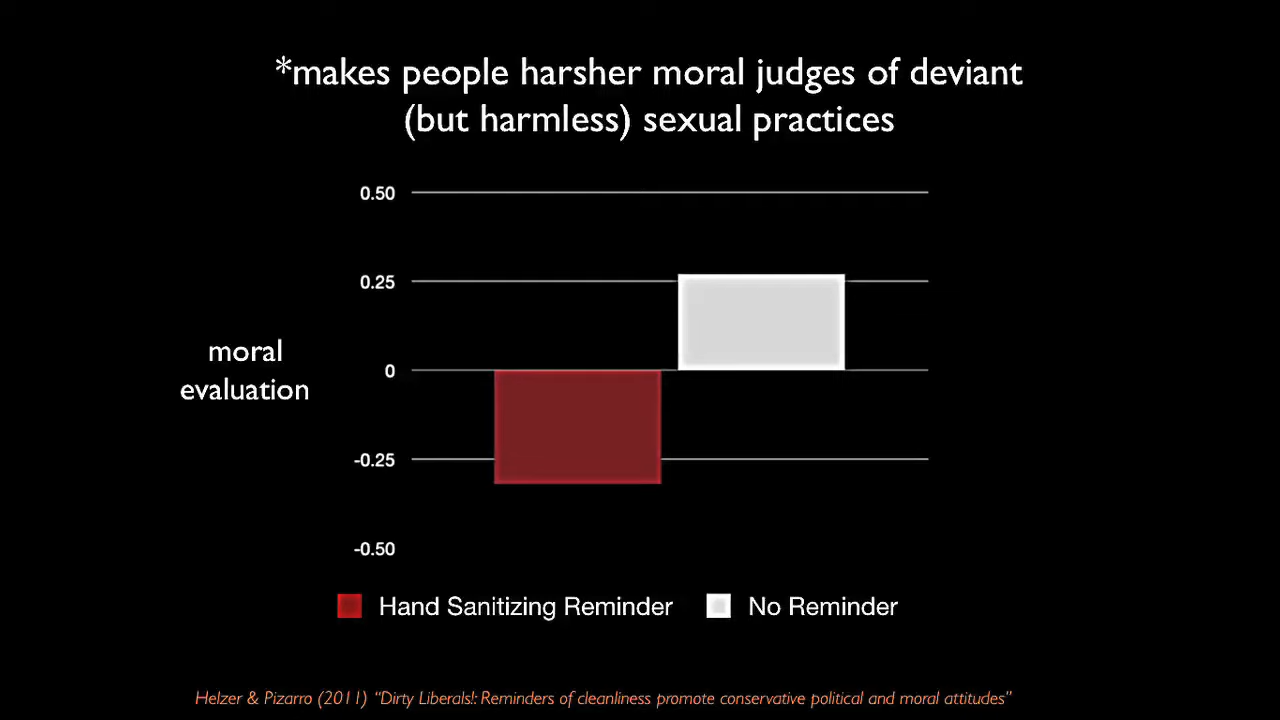 *makes people harsher moral judges of deviant
(but harmless) sexual practices
0.50
0.25
moral
evaluation
0
-0.25
-0.50
Hand Sanitizing Reminder
No Reminder
Helzer & Pizarro (2011) “Dirty Liberals!: Reminders of cleanliness promote conservative political and moral attitudes”